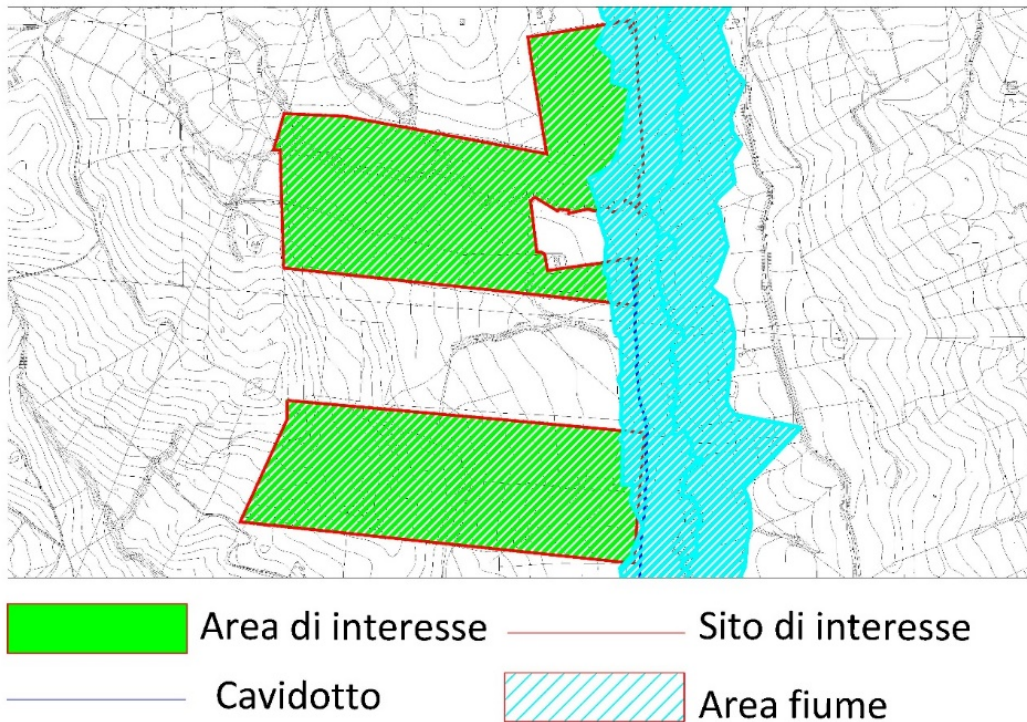 Area di interesse
Sito di interesse
Cavidotto
Area fiume